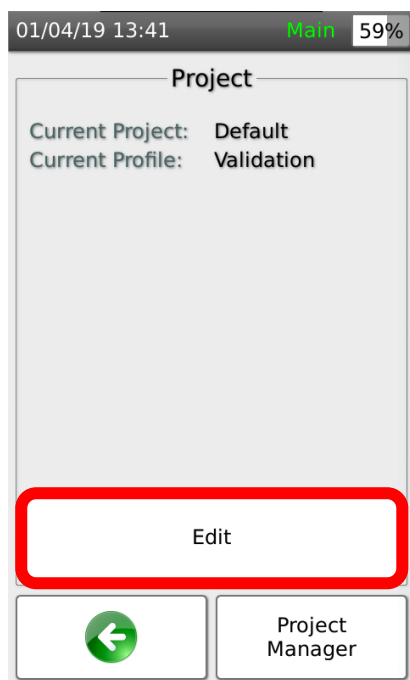 01/04/19 13:41 Main 59%
Project
Current Project: Default
Current Profile: Validation
Edit
Project
Manager